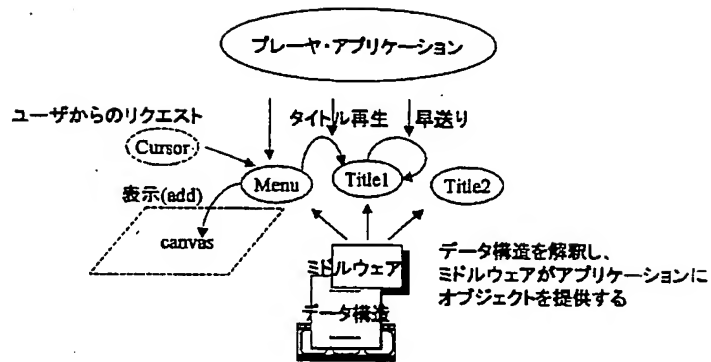 プレーヤ・アプリケーション
ユーザからのリクエスト
タイトル再生
早送り
Cursor
Menu
Title1
Title2
表示(add)
canvas
ミドルウェア
データ構造
データ構造を解釈し、
ミドルウェアがアプリケーションに
オブジェクトを提供する